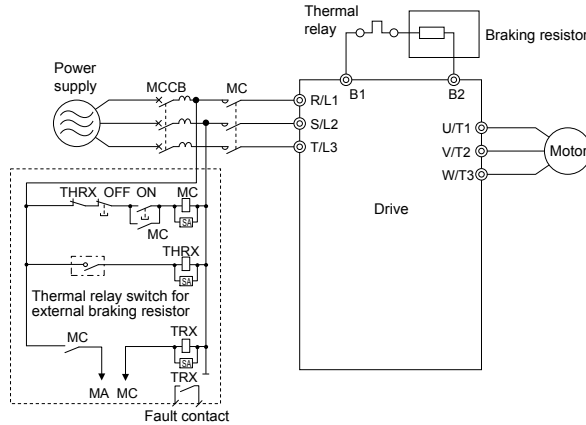 Thermal
relay
Braking resistor
B1
B2
Power
supply
MCCB
MC
R/L1
S/L2
T/L3
U/T1
V/T2
W/T3
Motor
Drive
THRX
OFF
ON
MC
SA
MC
THRX
SA
Thermal relay switch for
external braking resistor
MC
TRX
SA
MA
MC
TRX
Fault contact